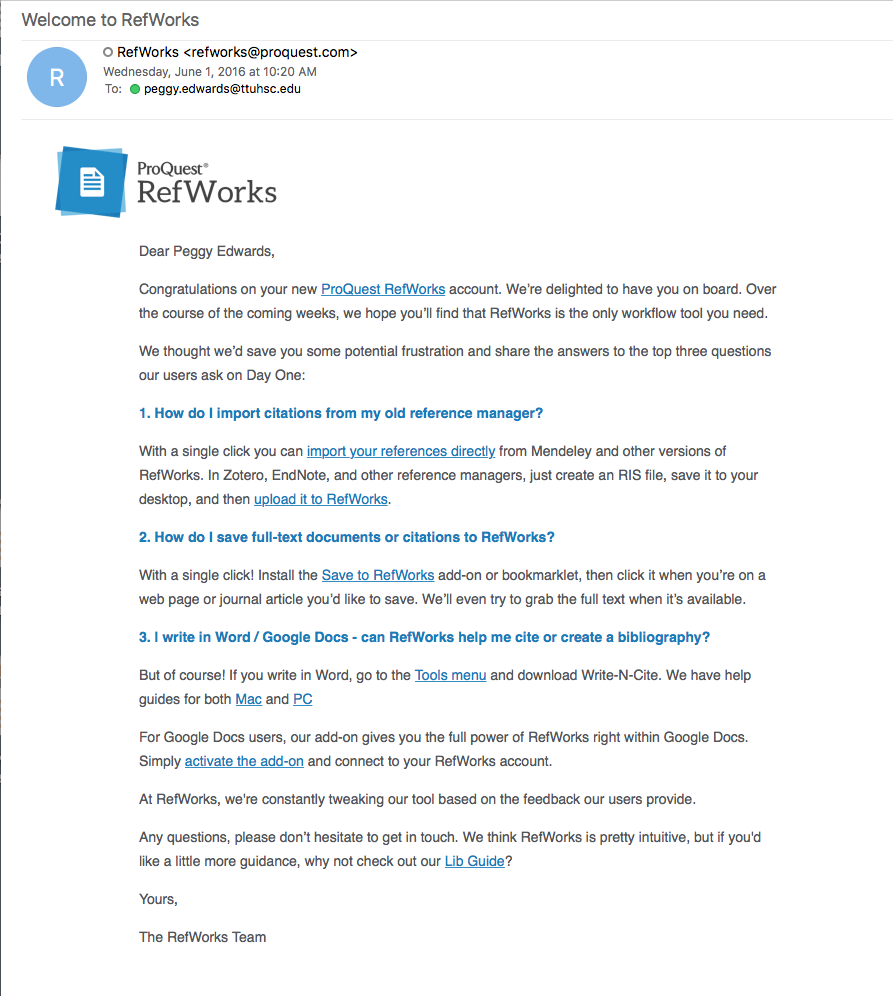 Welcome to RefWorks
R
RefWorks <refworks@proquest.com>
Wednesday, June 1, 2016 at 10:20 AM
To: peggy.edwards@ttuhsc.edu
ProQuest®
RefWorks
Dear Peggy Edwards,
Congratulations on your new ProQuest RefWorks account. We’re delighted to have you on board. Over
the course of the coming weeks, we hope you’ll find that RefWorks is the only workflow tool you need.
We thought we’d save you some potential frustration and share the answers to the top three questions
our users ask on Day One:
1. How do I import citations from my old reference manager?
With a single click you can import your references directly from Mendeley and other versions of
RefWorks. In Zotero, EndNote, and other reference managers, just create an RIS file, save it to your
desktop, and then upload it to RefWorks.
2. How do I save full-text documents or citations to RefWorks?
With a single click! Install the Save to RefWorks add-on or bookmarklet, then click it when you’re on a
web page or journal article you’d like to save. We’ll even try to grab the full text when it’s available.
3. I write in Word / Google Docs - can RefWorks help me cite or create a bibliography?
But of course! If you write in Word, go to the Tools menu and download Write-N-Cite. We have help
guides for both Mac and PC
For Google Docs users, our add-on gives you the full power of RefWorks right within Google Docs.
Simply activate the add-on and connect to your RefWorks account.
At RefWorks, we're constantly tweaking our tool based on the feedback our users provide.
Any questions, please don’t hesitate to get in touch. We think RefWorks is pretty intuitive, but if you'd
like a little more guidance, why not check out our Lib Guide?
Yours,
The RefWorks Team